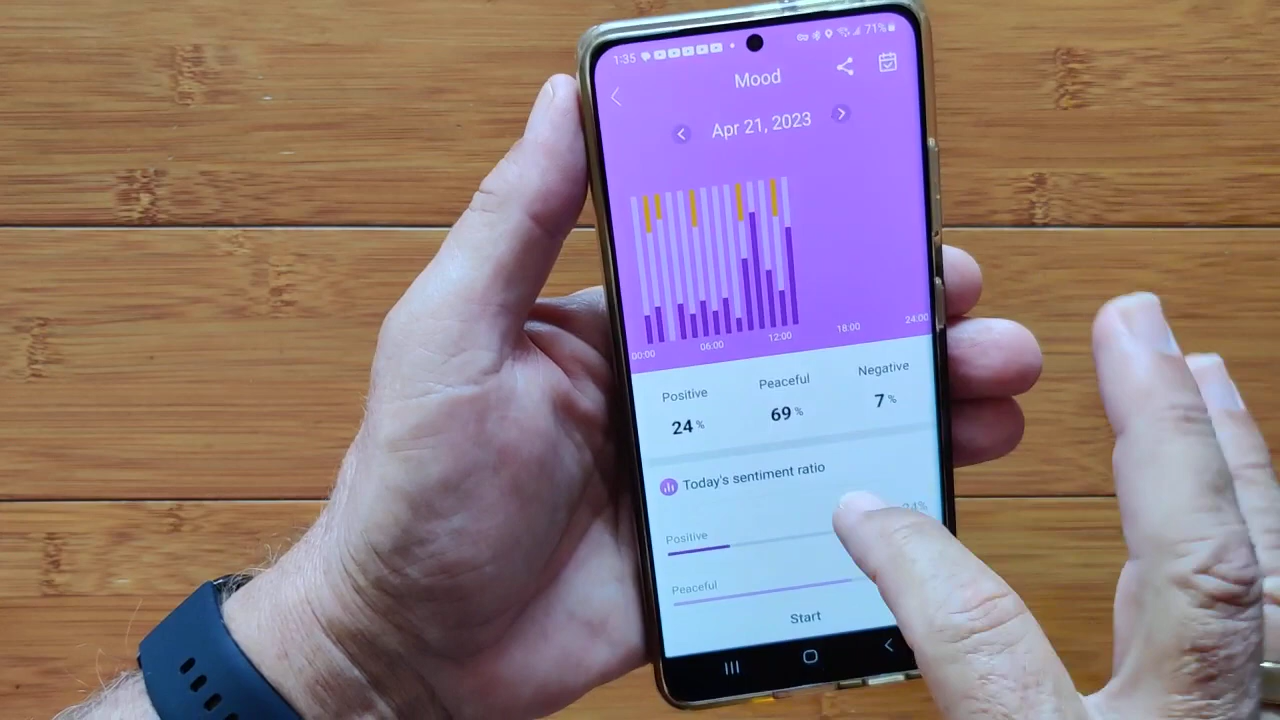 1:35 71%
Mood
Apr 21, 2023
00:00 06:00 12:00 18:00 24:00
Positive Peaceful Negative
24% 69% 7%
Today's sentiment ratio
Positive 24%
Peaceful
Start